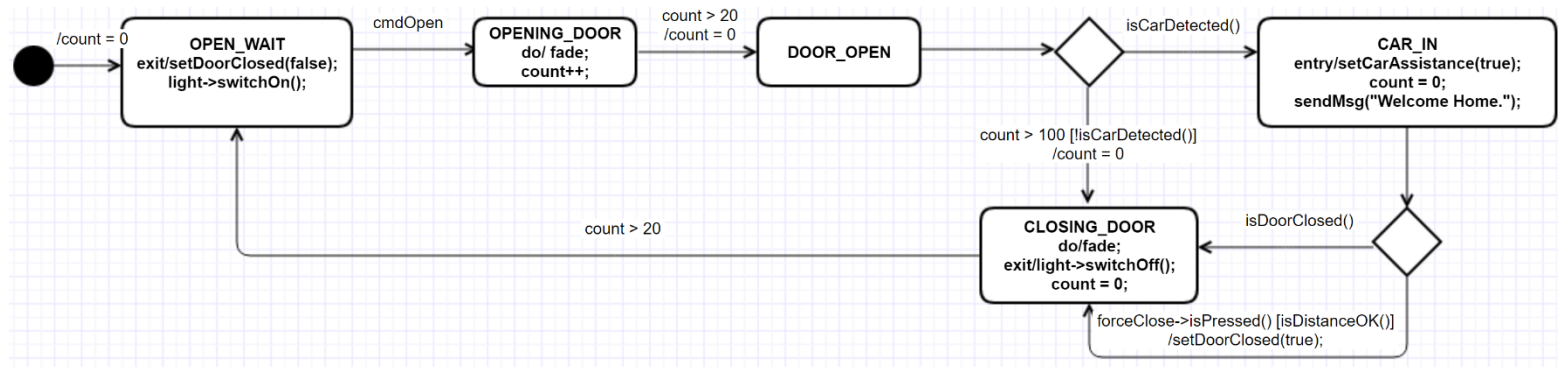 /count = 0
OPEN_WAIT
exit/setDoorClosed(false);
light->switchOn();
cmdOpen
OPENING_DOOR
do/ fade;
count++;
count > 20
/count = 0
DOOR_OPEN
isCarDetected()
CAR_IN
entry/setCarAssistance(true);
count = 0;
sendMsg("Welcome Home.");
count > 100 [!isCarDetected()]
/count = 0
isDoorClosed()
CLOSING_DOOR
do/fade;
exit/light->switchOff();
count = 0;
count > 20
forceClose->isPressed() [isDistanceOK()]
/setDoorClosed(true);